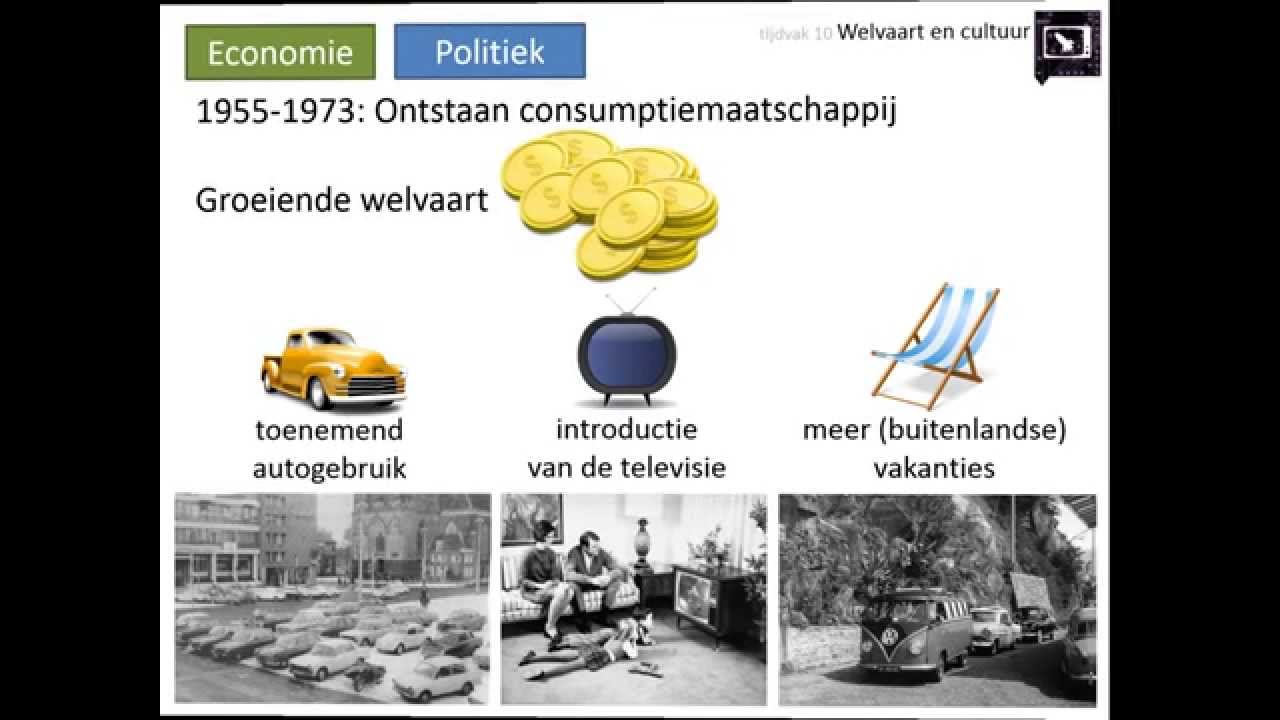 Economie
Politiek
tijdvak 10 Welvaart en cultuur
1955-1973: Ontstaan consumptiemaatschappij
Groeiende welvaart
toenemend
autogebruik
introductie
van de televisie
meer (buitenlandse)
vakanties